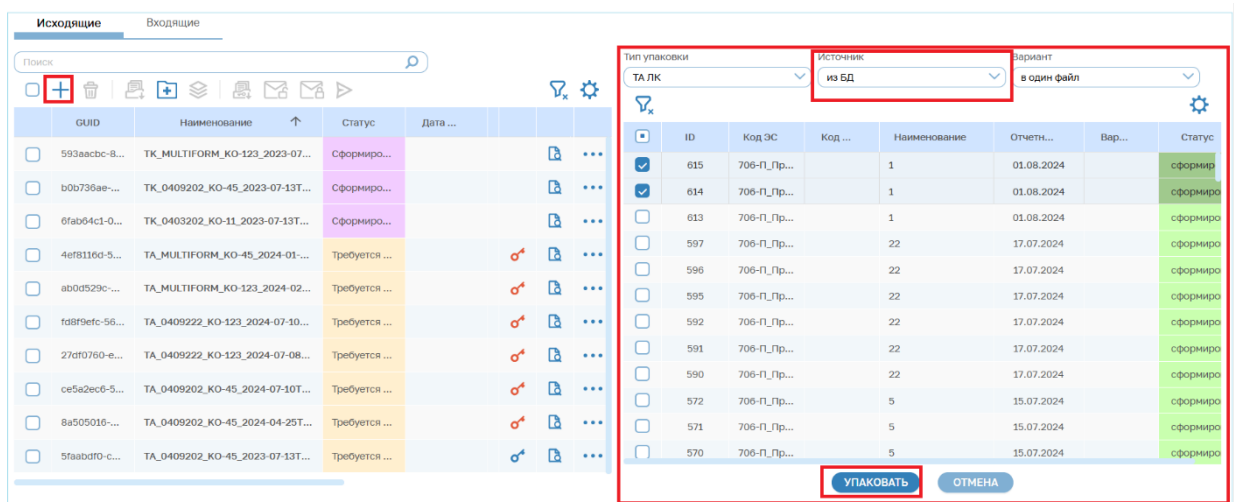 Исходящие Входящие
Поиск
GUID Наименование Статус Дата ...
593aacbc-8... TK_MULTIFORM_KO-123_2023-07... Сформиро...
b0b736ae-... TK_0409202_KO-45_2023-07-13T... Сформиро...
6fab64c1-0... TK_0403202_KO-11_2023-07-13T... Сформиро...
4ef8116d-5... TA_MULTIFORM_KO-45_2024-01-... Требуется ...
ab0d529c-... TA_MULTIFORM_KO-123_2024-02... Требуется ...
fd8f9efc-56... TA_0409222_KO-123_2024-07-10... Требуется ...
27df0760-e... TA_0409222_KO-123_2024-07-08... Требуется ...
ce5a2ec6-5... TA_0409202_KO-45_2024-07-10T... Требуется ...
8a505016-... TA_0409202_KO-45_2024-04-25T... Требуется ...
5faabdf0-c... TA_0409202_KO-45_2023-07-13T... Требуется ...
Тип упаковки Источник Вариант
ТА ЛК из БД в один файл
ID Код ЭС Код ... Наименование Отчетн... Вар... Статус
615 706-П_Пр... 1 01.08.2024 сформир
614 706-П_Пр... 1 01.08.2024 сформиро
613 706-П_Пр... 1 01.08.2024 сформиро
597 706-П_Пр... 22 17.07.2024 сформиро
596 706-П_Пр... 22 17.07.2024 сформиро
595 706-П_Пр... 22 17.07.2024 сформиро
592 706-П_Пр... 22 17.07.2024 сформиро
591 706-П_Пр... 22 17.07.2024 сформиро
590 706-П_Пр... 22 17.07.2024 сформиро
572 706-П_Пр... 5 15.07.2024 сформиро
571 706-П_Пр... 5 15.07.2024 сформиро
570 706-П_Пр... 5 15.07.2024 сформиро
УПАКОВАТЬ ОТМЕНА